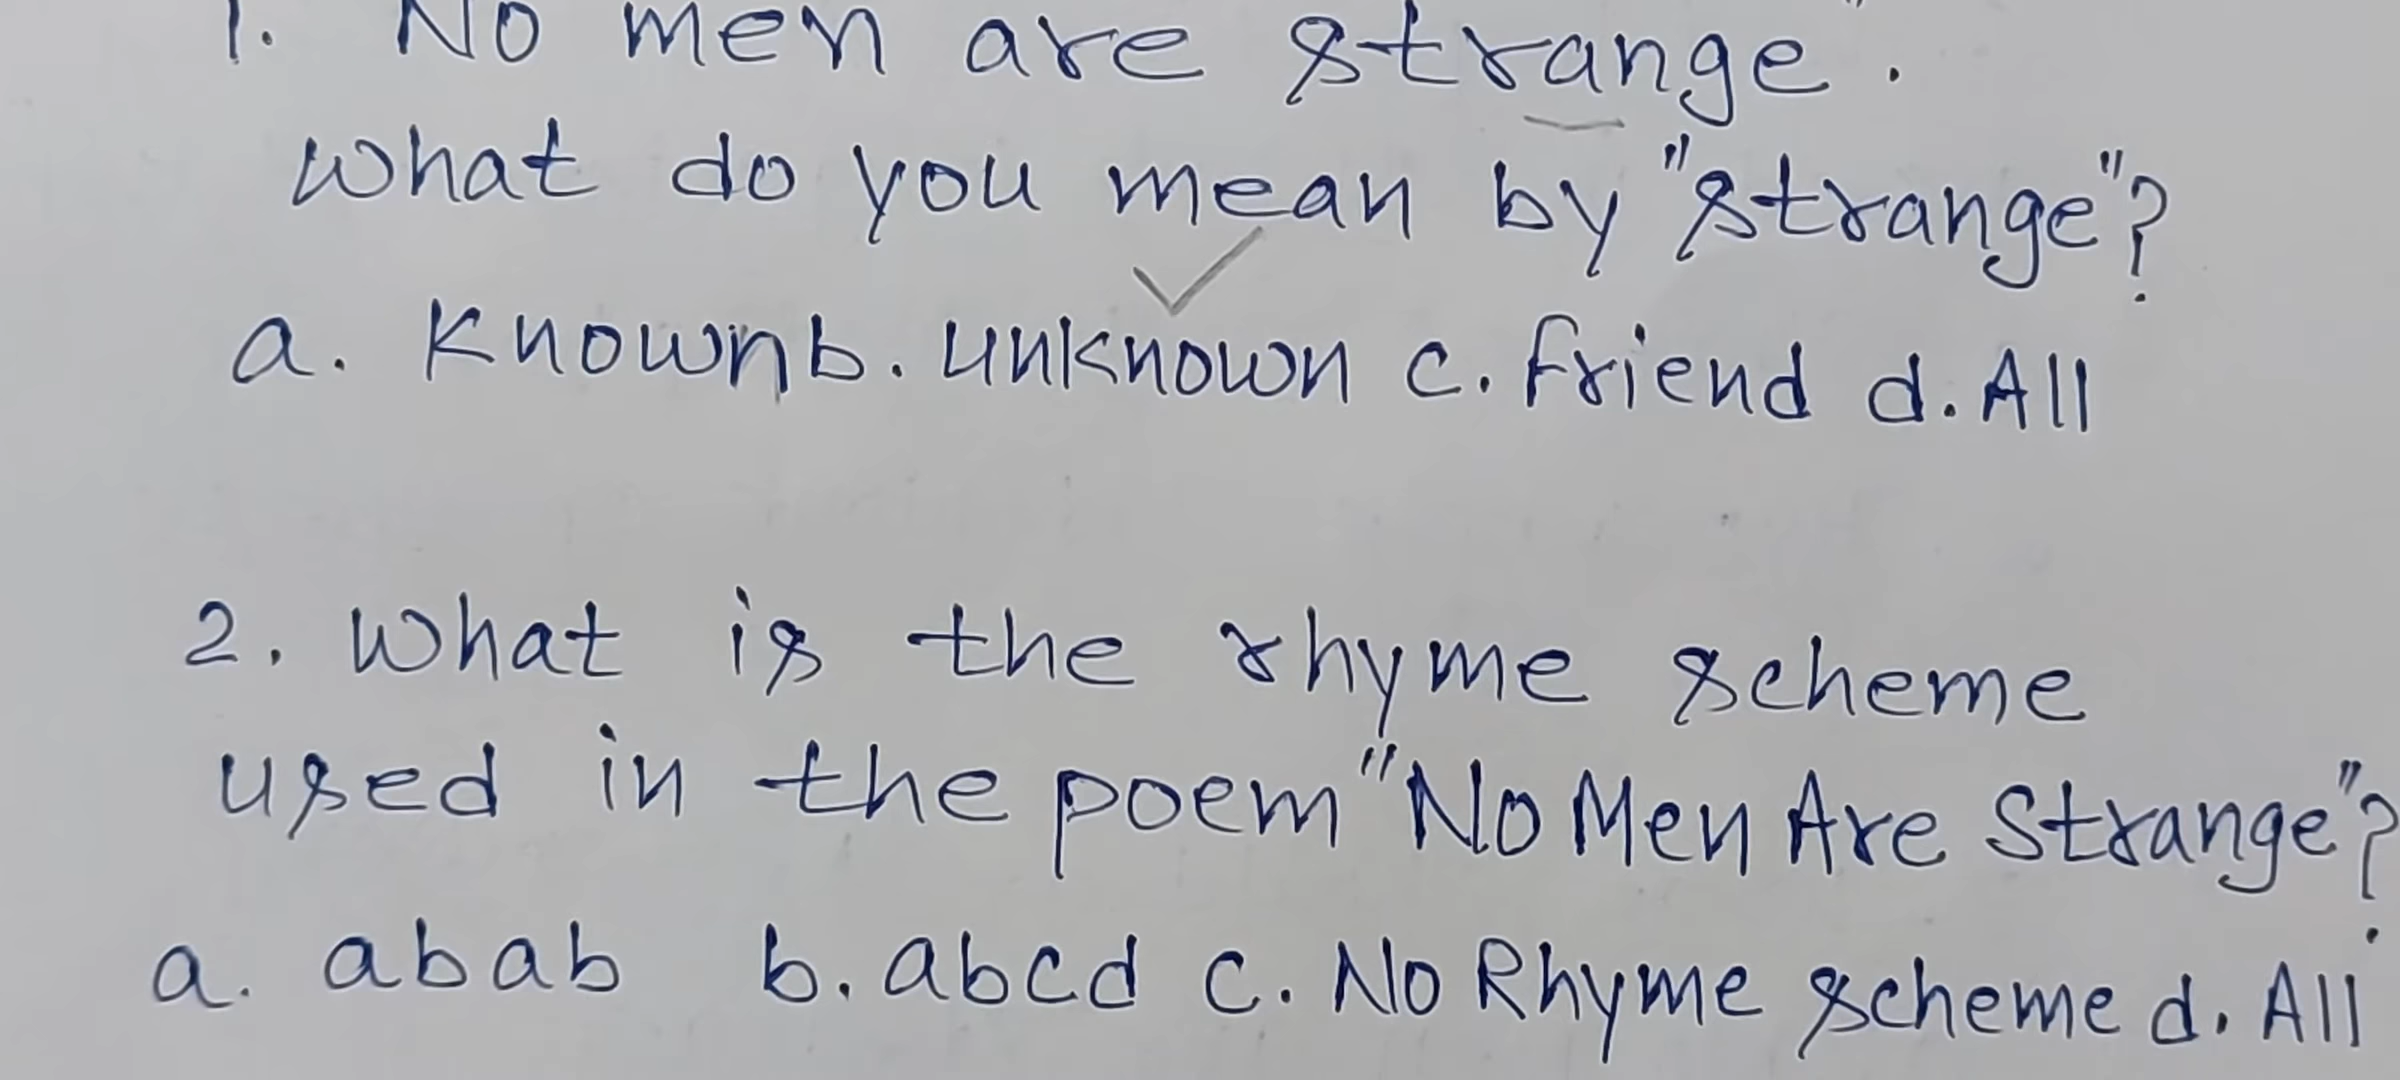 1. No men are strange".
What do you mean by "strange"?
a. Known b. unknown c. friend d. All
2. What is the rhyme scheme
used in the poem "No Men Are Strange"?
a. abab b. abcd c. No Rhyme scheme d. All